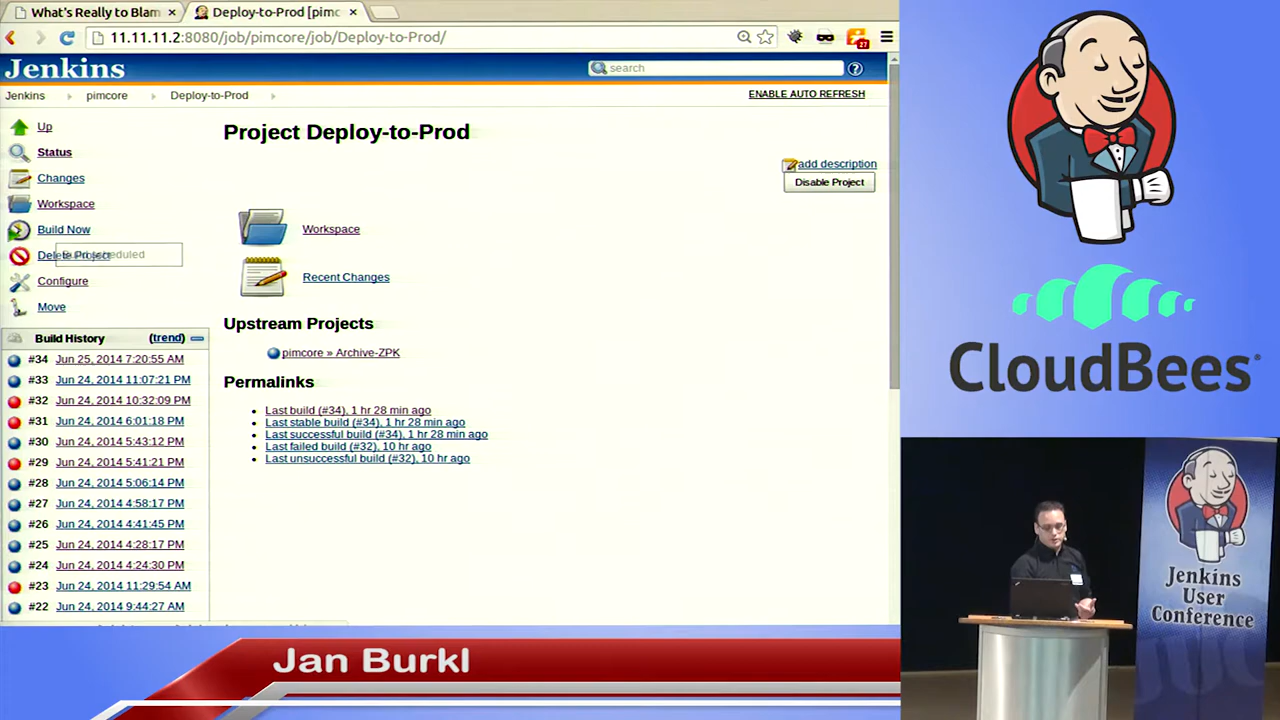 What's Really to Blam
Deploy-to-Prod [pimc
11.11.11.2:8080/job/pimcore/job/Deploy-to-Prod/
27
Jenkins
search
Jenkins
pimcore
Deploy-to-Prod
ENABLE AUTO REFRESH
Up
Status
Changes
Workspace
Build Now
Delete Project
Build scheduled
Configure
Move
Project Deploy-to-Prod
add description
Disable Project
Workspace
Recent Changes
Upstream Projects
pimcore » Archive-ZPK
Permalinks
Last build (#34), 1 hr 28 min ago
Last stable build (#34), 1 hr 28 min ago
Last successful build (#34), 1 hr 28 min ago
Last failed build (#32), 10 hr ago
Last unsuccessful build (#32), 10 hr ago
Build History (trend)
#34 Jun 25, 2014 7:20:55 AM
#33 Jun 24, 2014 11:07:21 PM
#32 Jun 24, 2014 10:32:09 PM
#31 Jun 24, 2014 6:01:18 PM
#30 Jun 24, 2014 5:43:12 PM
#29 Jun 24, 2014 5:41:21 PM
#28 Jun 24, 2014 5:06:14 PM
#27 Jun 24, 2014 4:58:17 PM
#26 Jun 24, 2014 4:41:45 PM
#25 Jun 24, 2014 4:28:17 PM
#24 Jun 24, 2014 4:24:30 PM
#23 Jun 24, 2014 11:29:54 AM
#22 Jun 24, 2014 9:44:27 AM
CloudBees
Jenkins
User
Conference
Jan Burkl